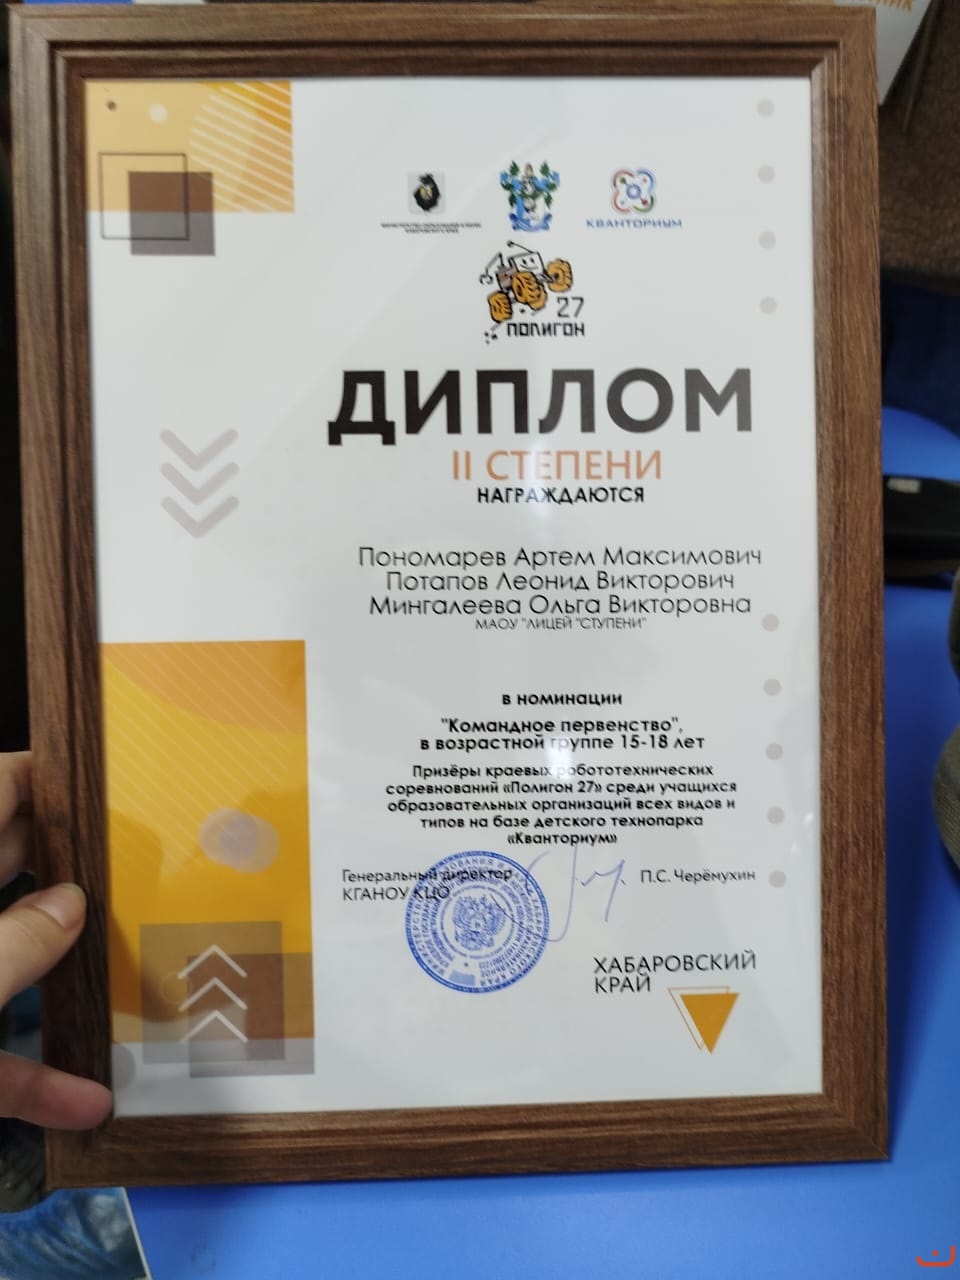 КВАНТОРИУМ
27
ПОЛИГОН
ДИПЛОМ
II СТЕПЕНИ
НАГРАЖДАЮТСЯ
Пономарев Артем Максимович
Потапов Леонид Викторович
Мингалеева Ольга Викторовна
МАОУ "ЛИЦЕЙ "СТУПЕНИ"
в номинации
"Командное первенство",
в возрастной группе 15-18 лет
Призёры краевых робототехнических
соревнований «Полигон 27» среди учащихся
образовательных организаций всех видов и
типов на базе детского технопарка
«Кванториум»
Генеральный директор
КГАНОУ КЦО
П.С. Черёмухин
ХАБАРОВСКИЙ
КРАЙ